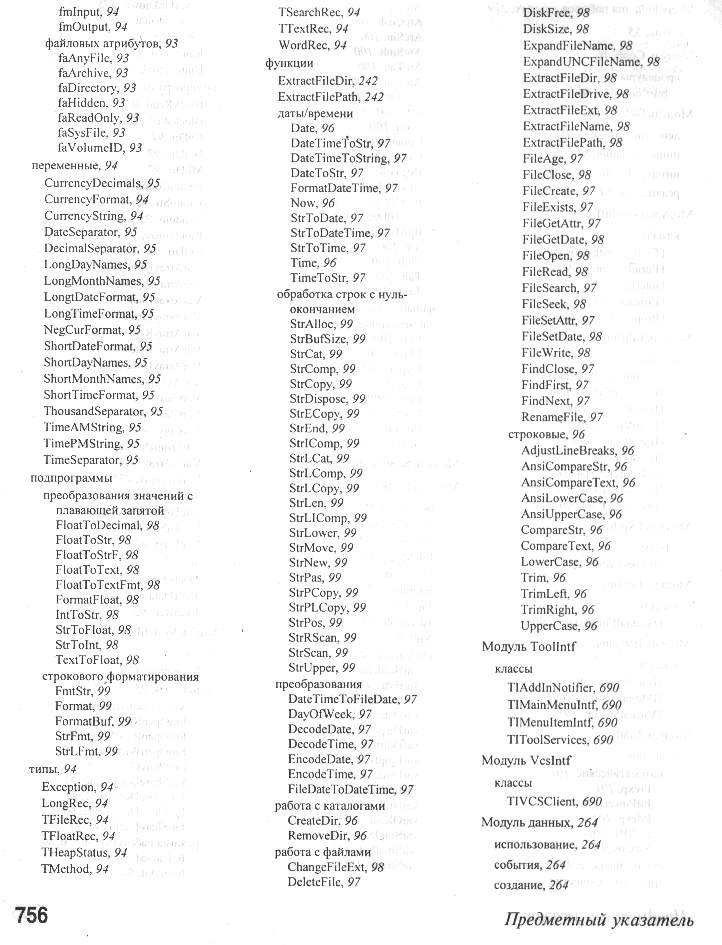 fmInput, 94
fmOutput, 94
файловых атрибутов, 93
faAnyFile, 93
faArchive, 93
faDirectory, 93
faHidden, 93
faReadOnly, 93
faSysFile, 93
faVolumeID, 93
переменные, 94
CurrencyDecimals, 95
CurrencyFormat, 94
CurrencyString, 94
DateSeparator, 95
DecimalSeparator, 95
LongDayNames, 95
LongMonthNames, 95
LongtDateFormat, 95
LongTimeFormat, 95
NegCurFormat, 95
ShortDateFormat, 95
ShortDayNames, 95
ShortMonthNames, 95
ShortTimeFormat, 95
ThousandSeparator, 95
TimeAMString, 95
TimePMString, 95
TimeSeparator, 95
подпрограммы
преобразования значений с
плавающей запятой
FloatToDecimal, 98
FloatToStr, 98
FloatToStrF, 98
FloatToText, 98
FloatToTextFmt, 98
FormatFloat, 98
IntToStr, 98
StrToFloat, 98
StrToInt, 98
TextToFloat, 98
строкового форматирования
FmtStr, 99
Format, 99
FormatBuf, 99
StrFmt, 99
StrLFmt, 99
типы, 94
Exception, 94
LongRec, 94
TFileRec, 94
TFloatRec, 94
THeapStatus, 94
TMethod, 94
TSearchRec, 94
TTextRec, 94
WordRec, 94
функции
ExtractFileDir, 242
ExtractFilePath, 242
даты/времени
Date, 96
DateTimeToStr, 97
DateTimeToString, 97
DateToStr, 97
FormatDateTime, 97
Now, 96
StrToDate, 97
StrToDateTime, 97
StrToTime, 97
Time, 96
TimeToStr, 97
обработка строк с нуль-
окончанием
StrAlloc, 99
StrBufSize, 99
StrCat, 99
StrComp, 99
StrCopy, 99
StrDispose, 99
StrECopy, 99
StrEnd, 99
StrIComp, 99
StrLCat, 99
StrLComp, 99
StrLCopy, 99
StrLen, 99
StrLIComp, 99
StrLower, 99
StrMove, 99
StrNew, 99
StrPas, 99
StrPCopy, 99
StrPLCopy, 99
StrPos, 99
StrRScan, 99
StrScan, 99
StrUpper, 99
преобразования
DateTimeToFileDate, 97
DayOfWeek, 97
DecodeDate, 97
DecodeTime, 97
EncodeDate, 97
EncodeTime, 97
FileDateToDateTime, 97
работа с каталогами
CreateDir, 96
RemoveDir, 96
работа с файлами
ChangeFileExt, 98
DeleteFile, 97
DiskFree, 98
DiskSize, 98
ExpandFileName, 98
ExpandUNCFileName, 98
ExtractFileDir, 98
ExtractFileDrive, 98
ExtractFileExt, 98
ExtractFileName, 98
ExtractFilePath, 98
FileAge, 97
FileClose, 98
FileCreate, 97
FileExists, 97
FileGetAttr, 97
FileGetDate, 98
FileOpen, 98
FileRead, 98
FileSearch, 97
FileSeek, 98
FileSetAttr, 97
FileSetDate, 98
FileWrite, 98
FindClose, 97
FindFirst, 97
FindNext, 97
RenameFile, 97
строковые, 96
AdjustLineBreaks, 96
AnsiCompareStr, 96
AnsiCompareText, 96
AnsiLowerCase, 96
AnsiUpperCase, 96
CompareStr, 96
CompareText, 96
LowerCase, 96
Trim, 96
TrimLeft, 96
TrimRight, 96
UpperCase, 96
Модуль ToolIntf
классы
TIAddInNotifier, 690
TIMainMenuIntf, 690
TIMenuItemIntf, 690
TIToolServices, 690
Модуль VcsIntf
классы
TIVCSClient, 690
Модуль данных, 264
использование, 264
события, 264
создание, 264
756
Предметный указатель